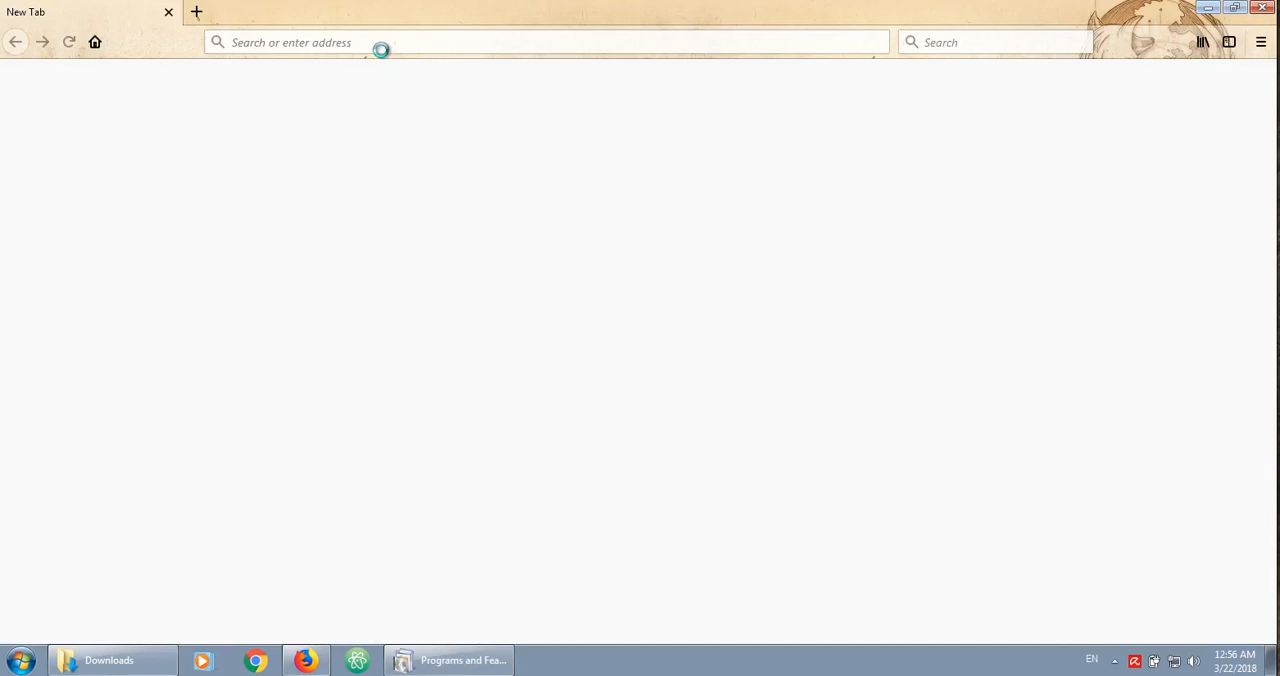 New Tab
Search or enter address
Search
Downloads
Programs and Fea...
EN
12:56 AM
3/22/2018